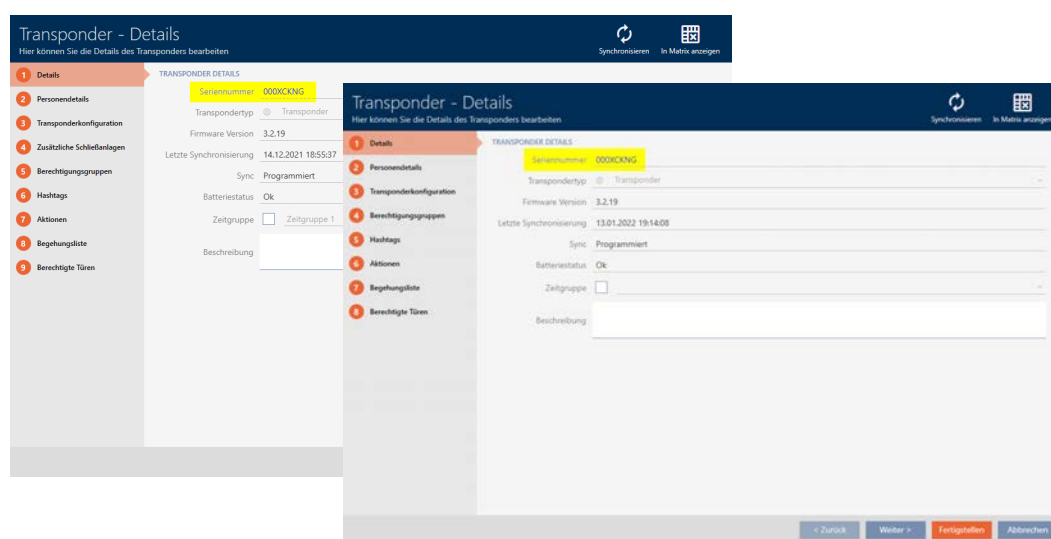 Transponder - Details
Hier können Sie die Details des Transponders bearbeiten
Synchronisieren In Matrix anzeigen
1 Details
2 Personendetails
3 Transponderkonfiguration
4 Zusätzliche Schließanlagen
5 Berechtigungsgruppen
6 Hashtags
7 Aktionen
8 Begehungsliste
9 Berechtigte Türen
TRANSPONDER DETAILS
Seriennummer 000XCKNG
Transpondertyp Transponder
Firmware Version 3.2.19
Letzte Synchronisierung 14.12.2021 18:55:37
Sync Programmiert
Batteriestatus Ok
Zeitgruppe Zeitgruppe 1
Beschreibung
Transponder - Details
Hier können Sie die Details des Transponders bearbeiten
Synchronisieren In Matrix anzeigen
1 Details
2 Personendetails
3 Transponderkonfiguration
4 Berechtigungsgruppen
5 Hashtags
6 Aktionen
7 Begehungsliste
8 Berechtigte Türen
TRANSPONDER DETAILS
Seriennummer 000XCKNG
Transpondertyp Transponder
Firmware Version 3.2.19
Letzte Synchronisierung 13.01.2022 19:14:08
Sync Programmiert
Batteriestatus Ok
Zeitgruppe
Beschreibung
< Zurück Weiter > Fertigstellen Abbrechen